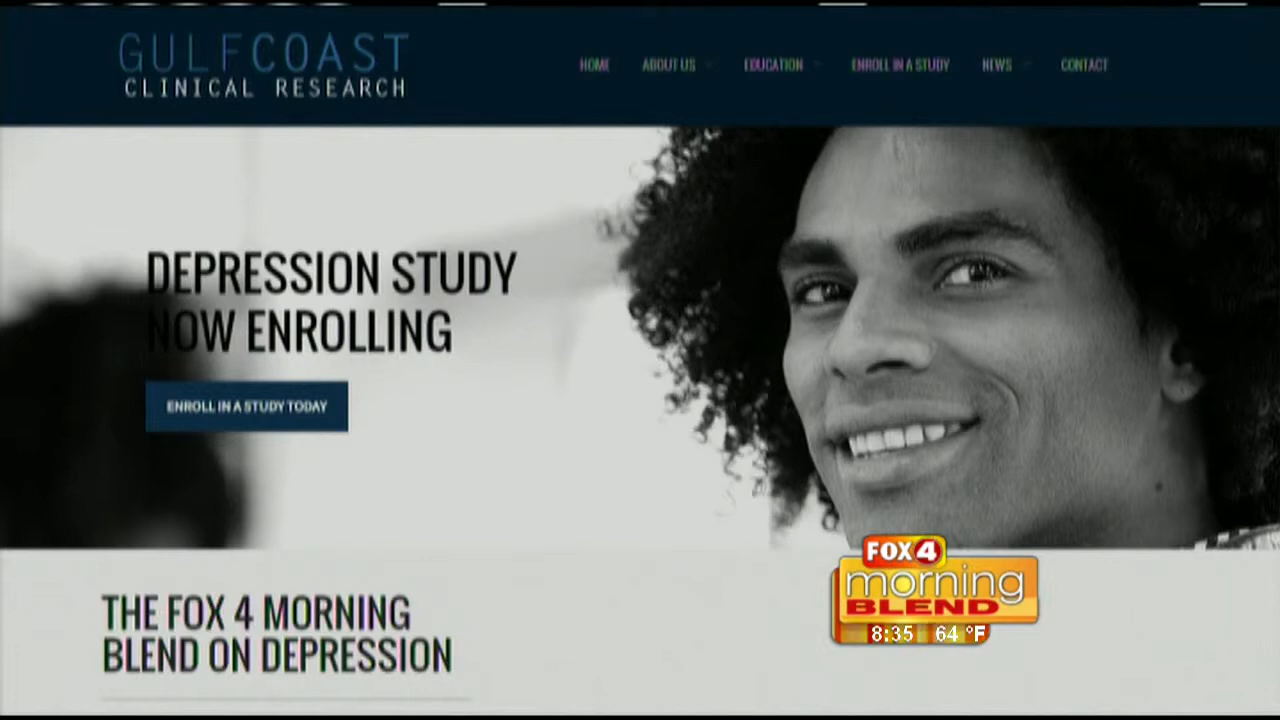 GULFCOAST
CLINICAL RESEARCH
HOME ABOUT US EDUCATION ENROLL IN A STUDY NEWS CONTACT
DEPRESSION STUDY
NOW ENROLLING
ENROLL IN A STUDY TODAY
THE FOX 4 MORNING
BLEND ON DEPRESSION
FOX 4
morning
BLEND
8:35 64 °F